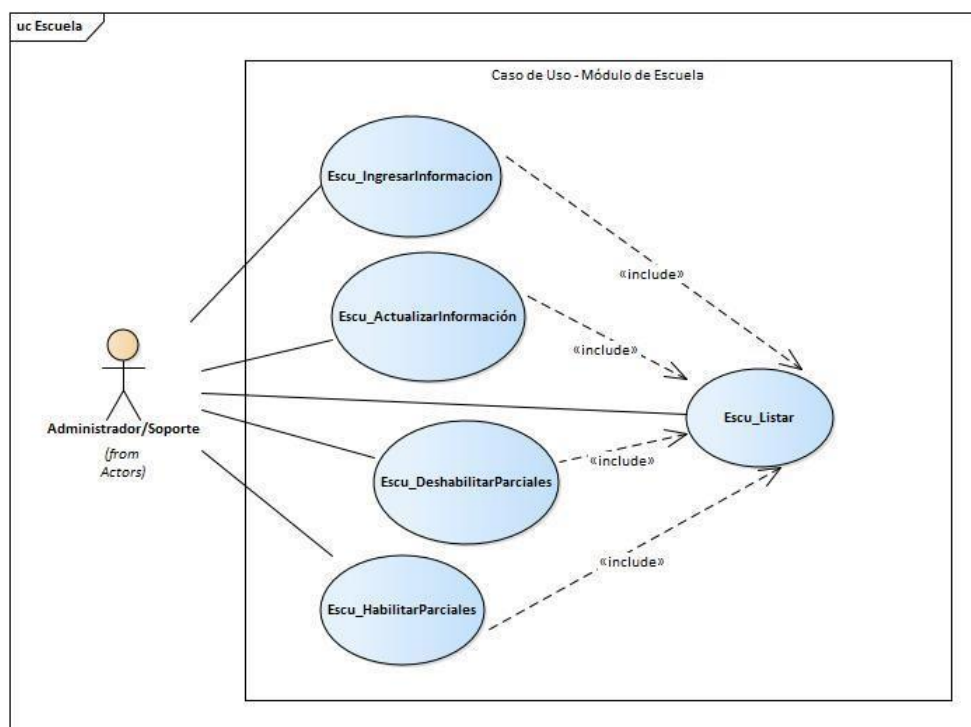 uc Escuela
Caso de Uso - Módulo de Escuela
Escu_IngresarInformacion
«include»
Escu_ActualizarInformación
«include»
Administrador/Soporte
(from
Actors)
Escu_Listar
Escu_DeshabilitarParciales
«include»
Escu_HabilitarParciales
«include»